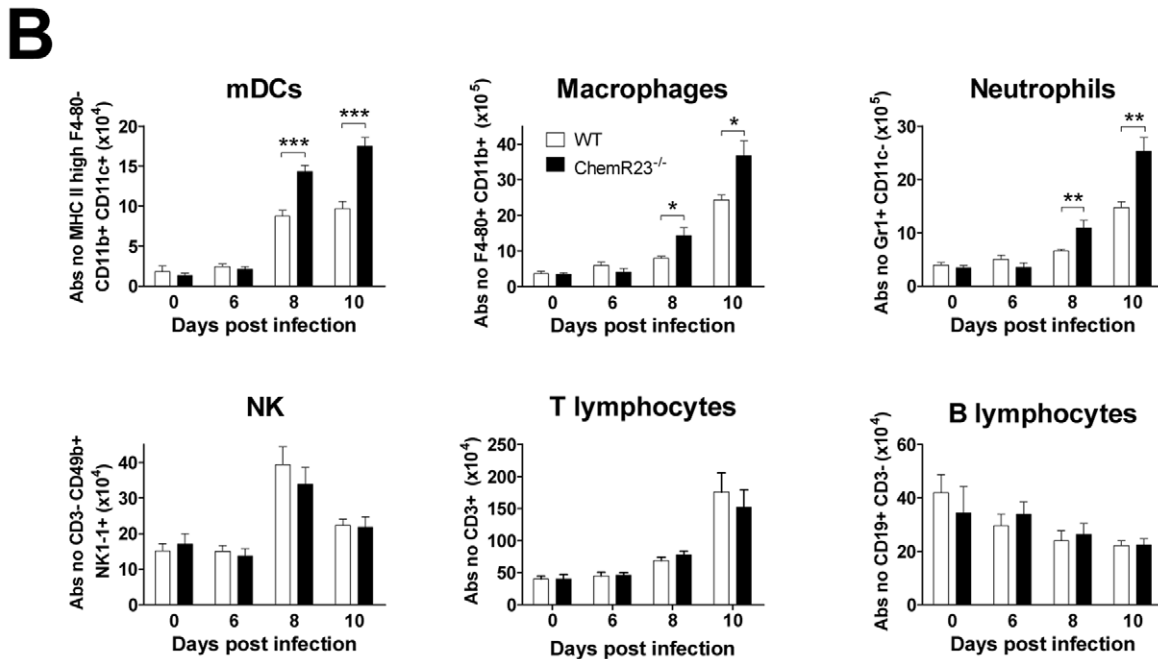 B
mDCs
Abs no MHC II high F4-80-
CD11b+ CD11c+ (x10⁴)
20
15
10
5
0
***
***
0 6 8 10
Days post infection
Macrophages
Abs no F4-80+ CD11b+ (x10⁵)
40
30
20
10
0
WT
ChemR23-/-
*
*
0 6 8 10
Days post infection
Neutrophils
Abs no Gr1+ CD11c- (x10⁵)
30
20
10
0
**
**
0 6 8 10
Days post infection
NK
Abs no CD3- CD49b+
NK1-1+ (x10⁴)
40
30
20
10
0
0 6 8 10
Days post infection
T lymphocytes
Abs no CD3+ (x10⁴)
250
200
150
100
50
0
0 6 8 10
Days post infection
B lymphocytes
Abs no CD19+ CD3- (x10⁴)
60
40
20
0
0 6 8 10
Days post infection